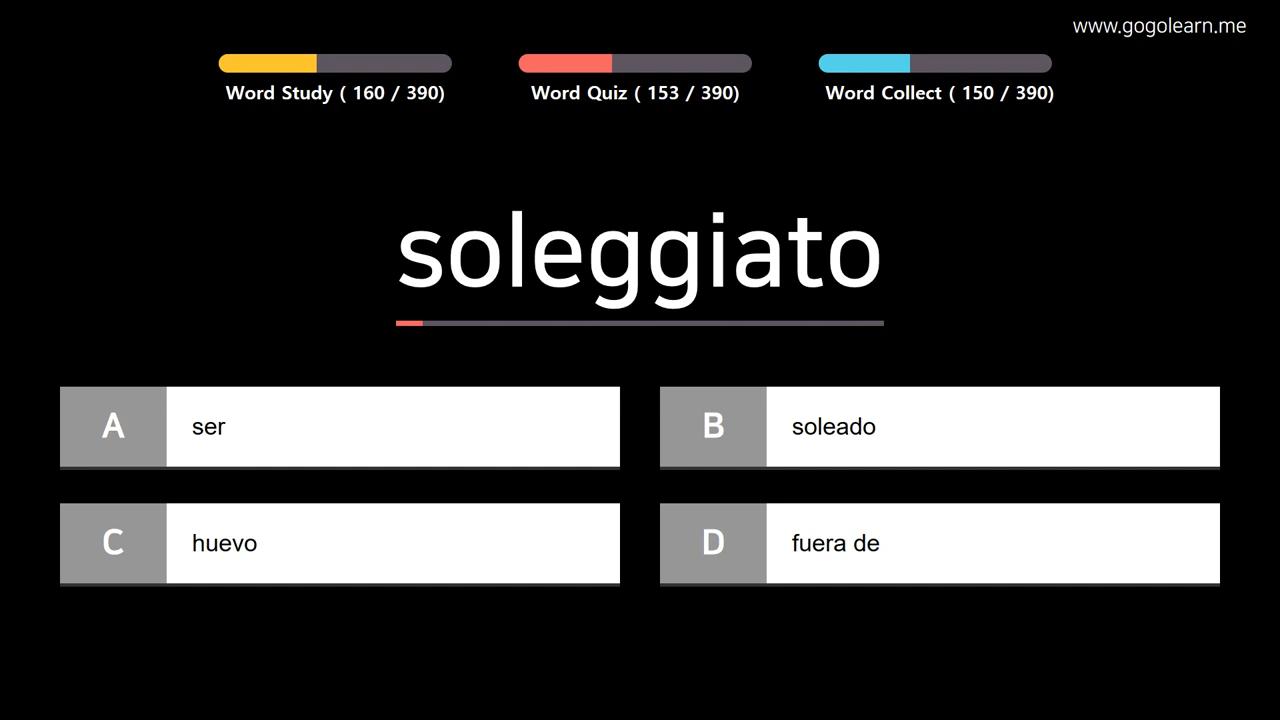 www.gogolearn.me
Word Study ( 160 / 390)
Word Quiz ( 153 / 390)
Word Collect ( 150 / 390)
soleggiato
A ser
B soleado
C huevo
D fuera de